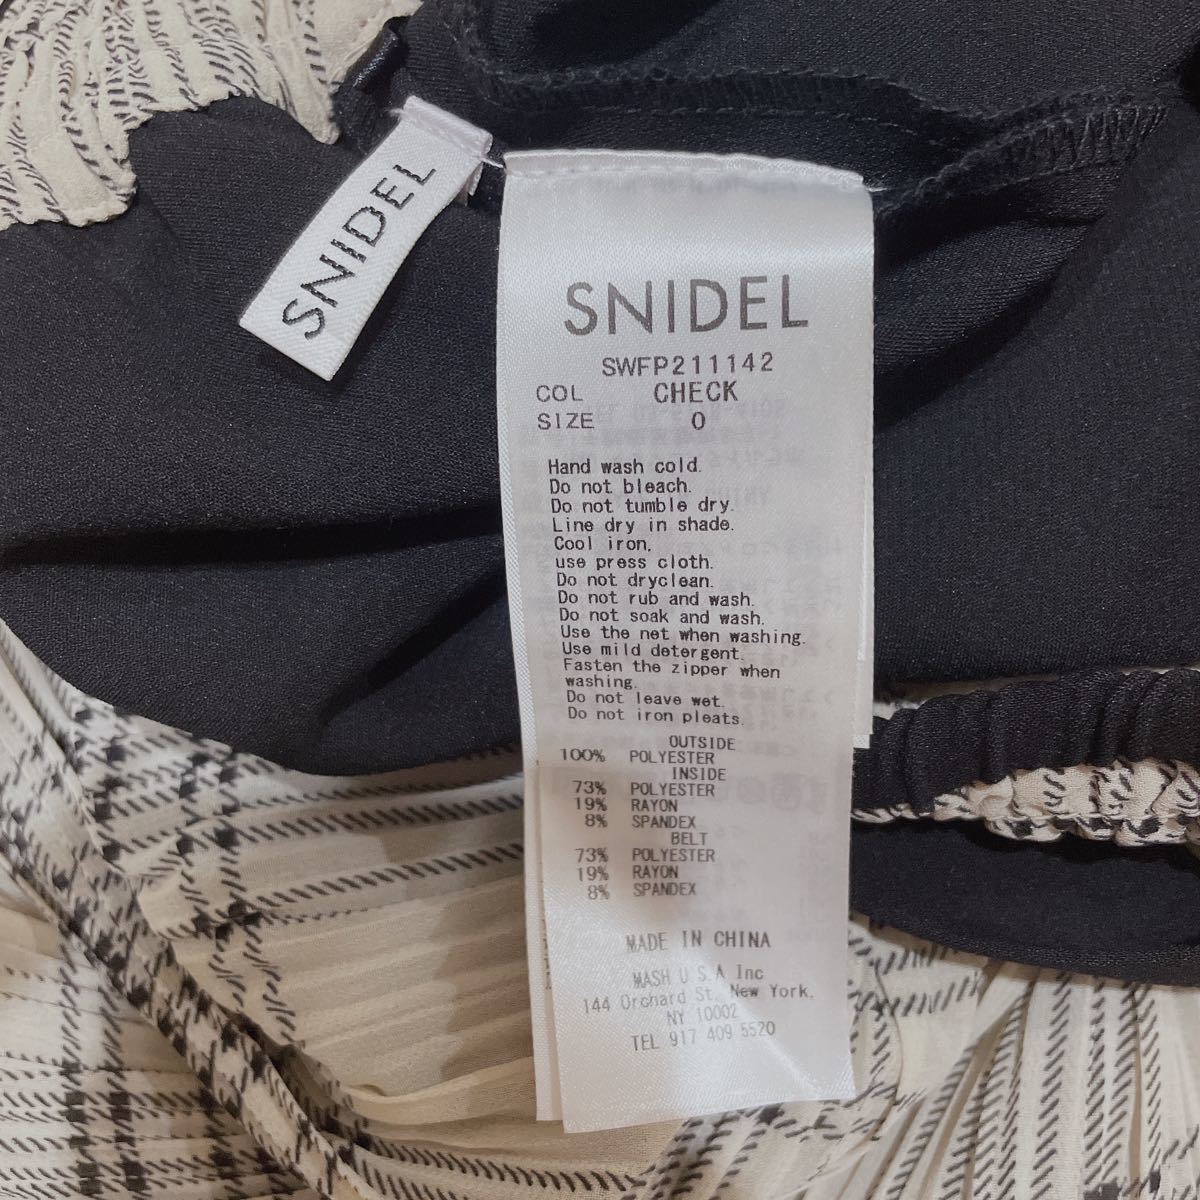 SNIDEL
SNIDEL
SWFP211142
COL CHECK
SIZE 0
Hand wash cold.
Do not bleach.
Do not tumble dry.
Line dry in shade.
Cool iron,
use press cloth.
Do not dryclean.
Do not rub and wash.
Do not soak and wash.
Use the net when washing.
Use mild detergent.
Fasten the zipper when
washing.
Do not leave wet.
Do not iron pleats.
OUTSIDE
100% POLYESTER
INSIDE
73% POLYESTER
19% RAYON
8% SPANDEX
BELT
73% POLYESTER
19% RAYON
8% SPANDEX
MADE IN CHINA
MASH U S A Inc
144 Orchard St, New York,
NY 10002
TEL 917 409 5520